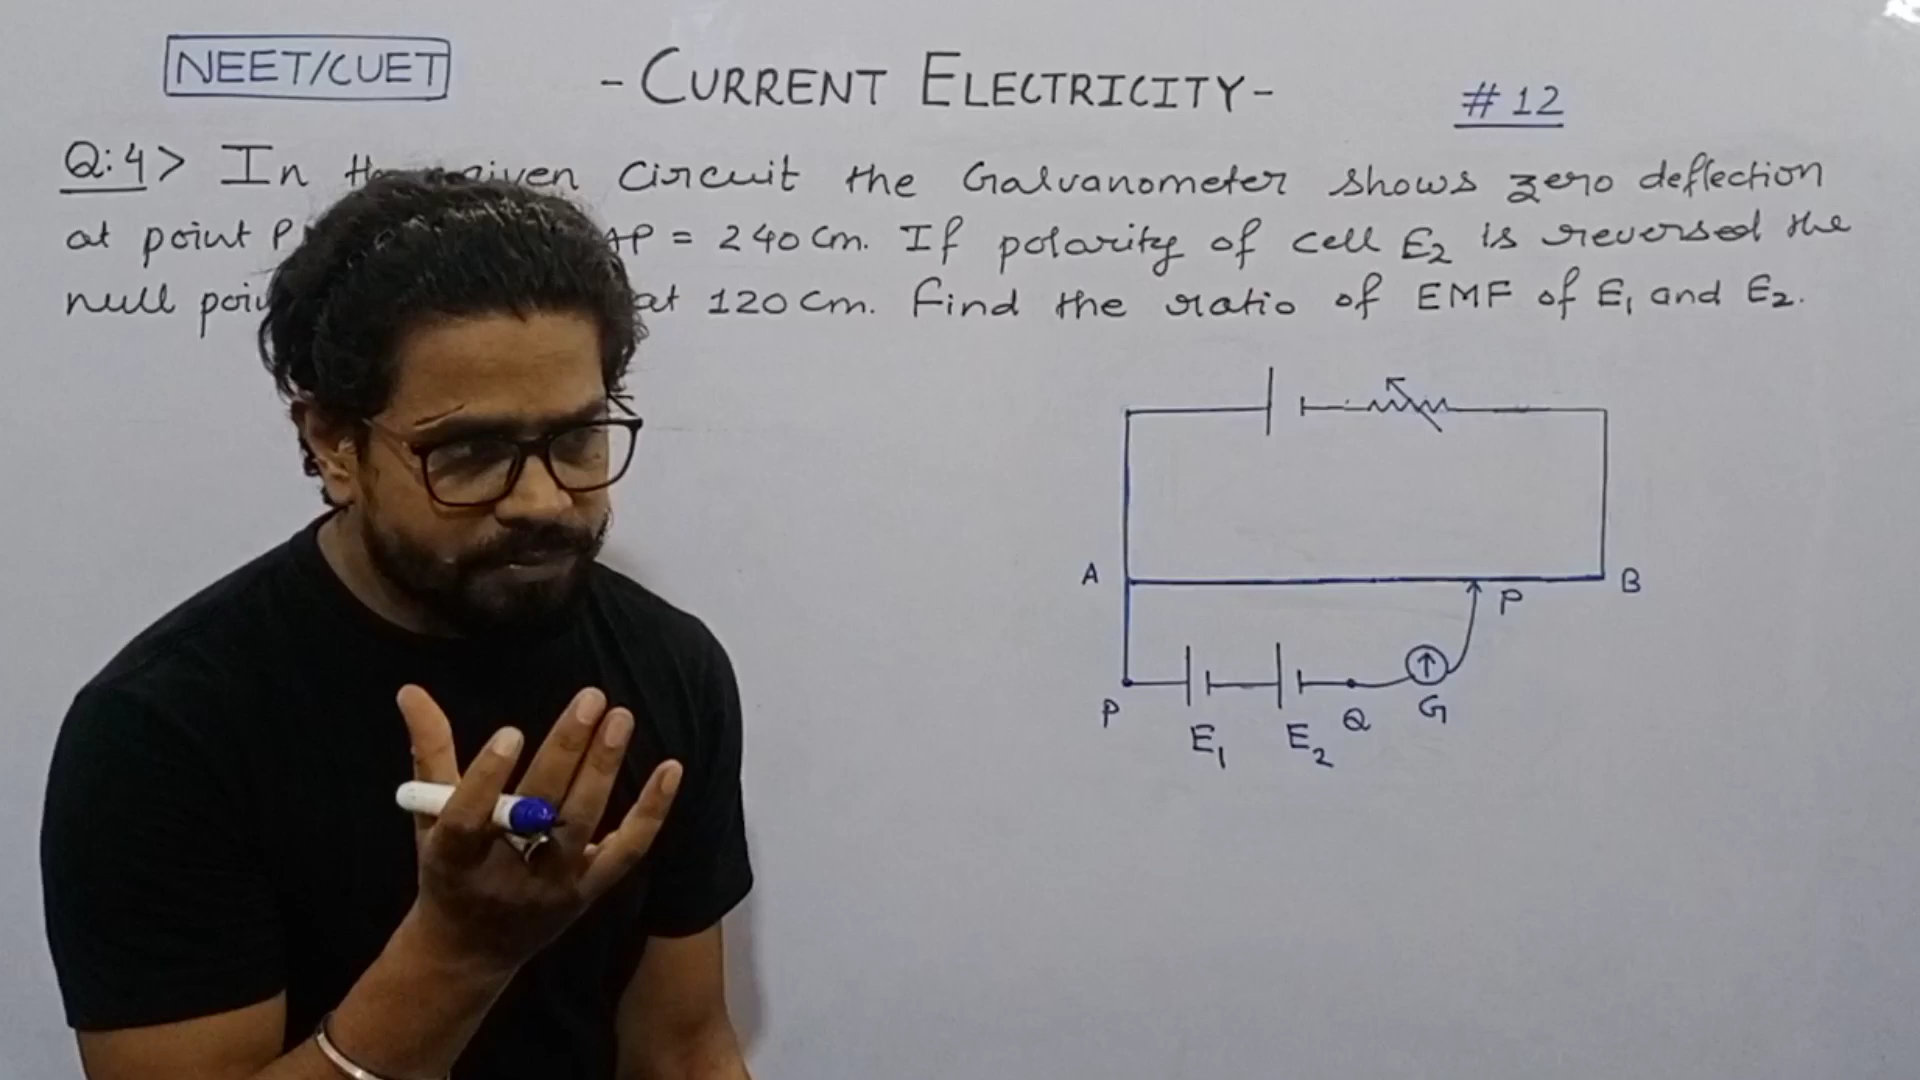 NEET/CUET
- CURRENT ELECTRICITY -
# 12
Q:4> In given circuit the Galvanometer shows zero deflection
at point P = 240 cm. If polarity of cell E2 is reversed the
null at 120 cm. Find the ratio of EMF of E1 and E2.
A
B
P
P
E1
E2
Q
G